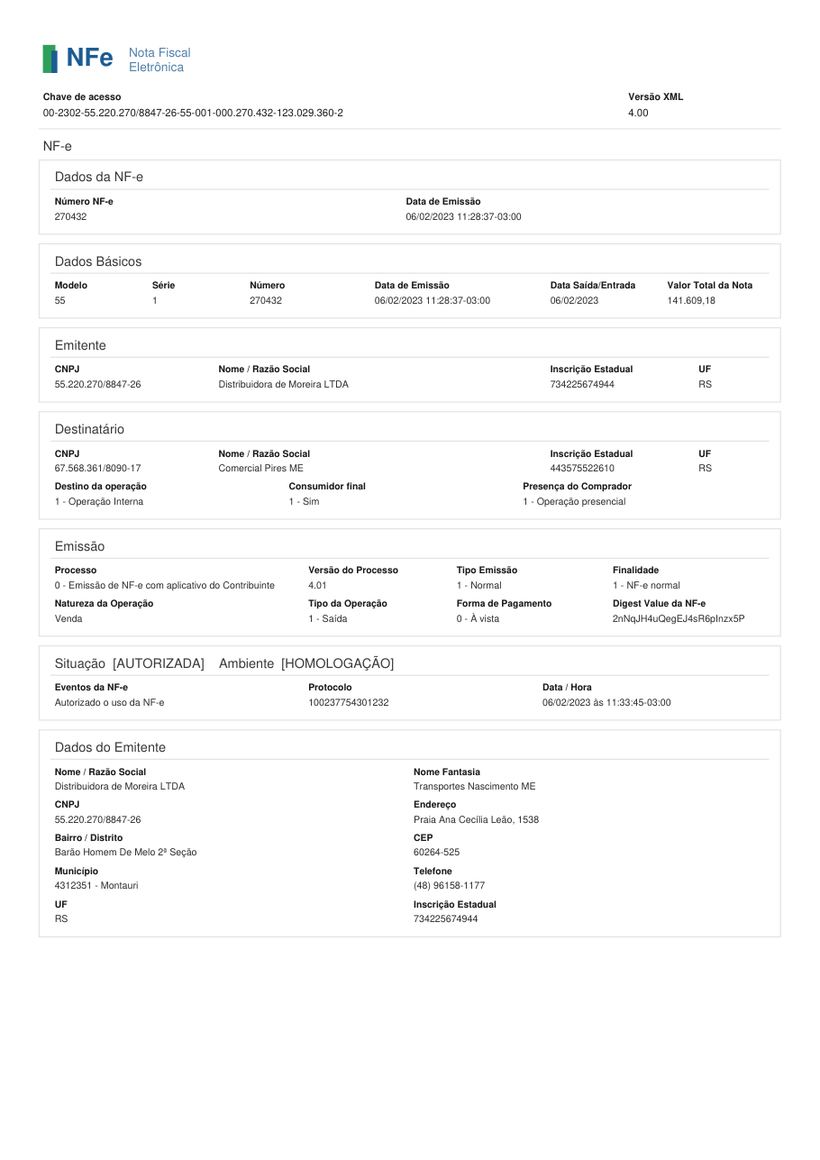 NFe Nota Fiscal
Eletrônica
Chave de acesso Versão XML
00-2302-55.220.270/8847-26-55-001-000.270.432-123.029.360-2 4.00
NF-e
Dados da NF-e
Número NF-e Data de Emissão
270432 06/02/2023 11:28:37-03:00
Dados Básicos
Modelo Série Número Data de Emissão Data Saída/Entrada Valor Total da Nota
55 1 270432 06/02/2023 11:28:37-03:00 06/02/2023 141.609,18
Emitente
CNPJ Nome / Razão Social Inscrição Estadual UF
55.220.270/8847-26 Distribuidora de Moreira LTDA 734225674944 RS
Destinatário
CNPJ Nome / Razão Social Inscrição Estadual UF
67.568.361/8090-17 Comercial Pires ME 443575522610 RS
Destino da operação Consumidor final Presença do Comprador
1 - Operação Interna 1 - Sim 1 - Operação presencial
Emissão
Processo Versão do Processo Tipo Emissão Finalidade
0 - Emissão de NF-e com aplicativo do Contribuinte 4.01 1 - Normal 1 - NF-e normal
Natureza da Operação Tipo da Operação Forma de Pagamento Digest Value da NF-e
Venda 1 - Saída 0 - À vista 2nNqJH4uQegEJ4sR6pInzx5P
Situação [AUTORIZADA] Ambiente [HOMOLOGAÇÃO]
Eventos da NF-e Protocolo Data / Hora
Autorizado o uso da NF-e 100237754301232 06/02/2023 às 11:33:45-03:00
Dados do Emitente
Nome / Razão Social Nome Fantasia
Distribuidora de Moreira LTDA Transportes Nascimento ME
CNPJ Endereço
55.220.270/8847-26 Praia Ana Cecília Leão, 1538
Bairro / Distrito CEP
Barão Homem De Melo 2ª Seção 60264-525
Município Telefone
4312351 - Montauri (48) 96158-1177
UF Inscrição Estadual
RS 734225674944